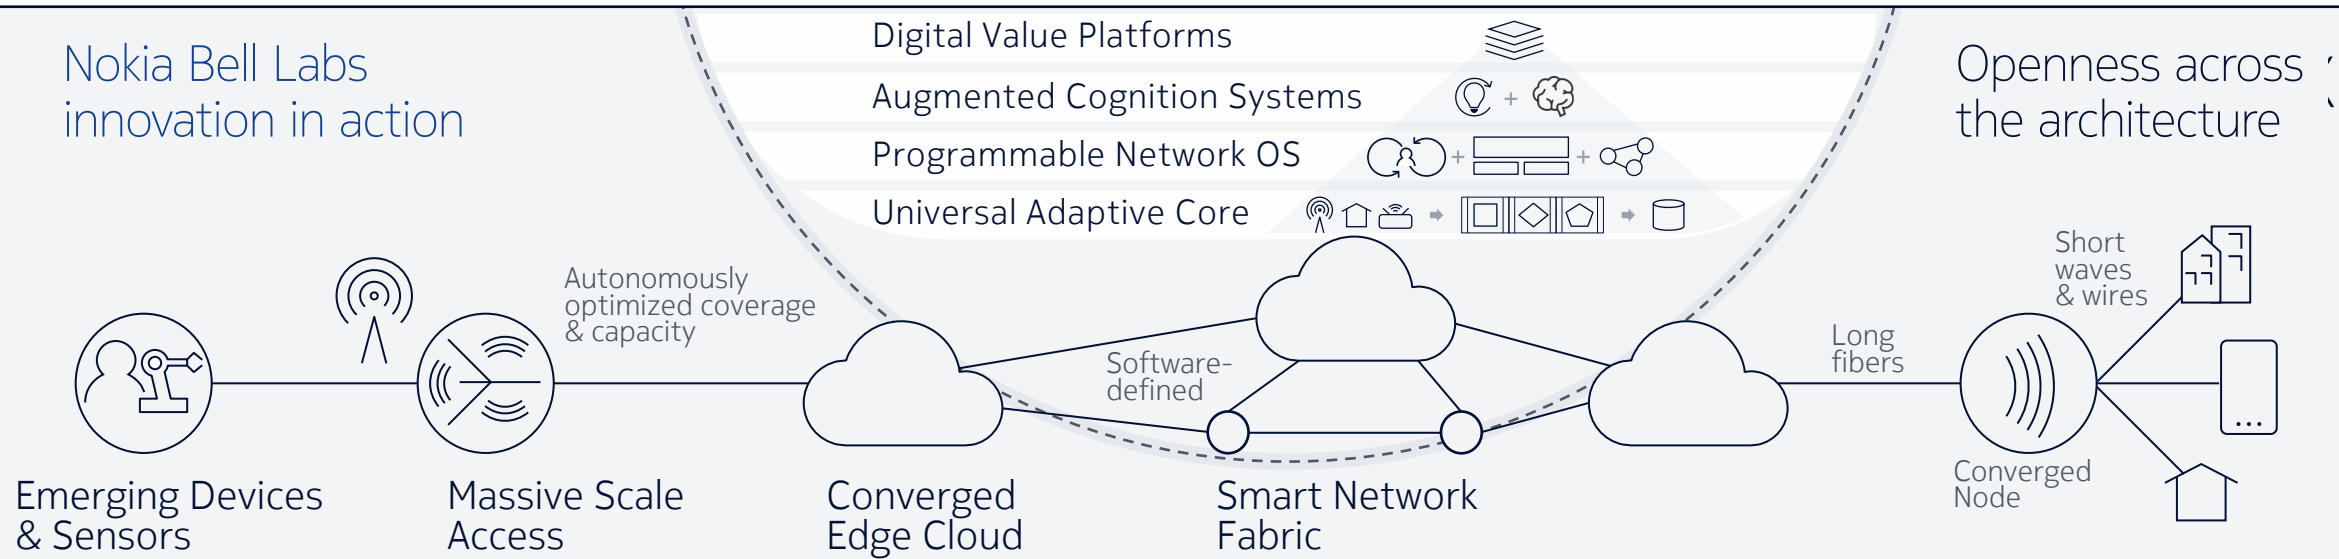 Nokia Bell Labs
innovation in action
Digital Value Platforms
Augmented Cognition Systems
Programmable Network OS
Universal Adaptive Core
Openness across
the architecture
Autonomously
optimized coverage
& capacity
Software-
defined
Long
fibers
Short
waves
& wires
Converged
Node
Emerging Devices
& Sensors
Massive Scale
Access
Converged
Edge Cloud
Smart Network
Fabric